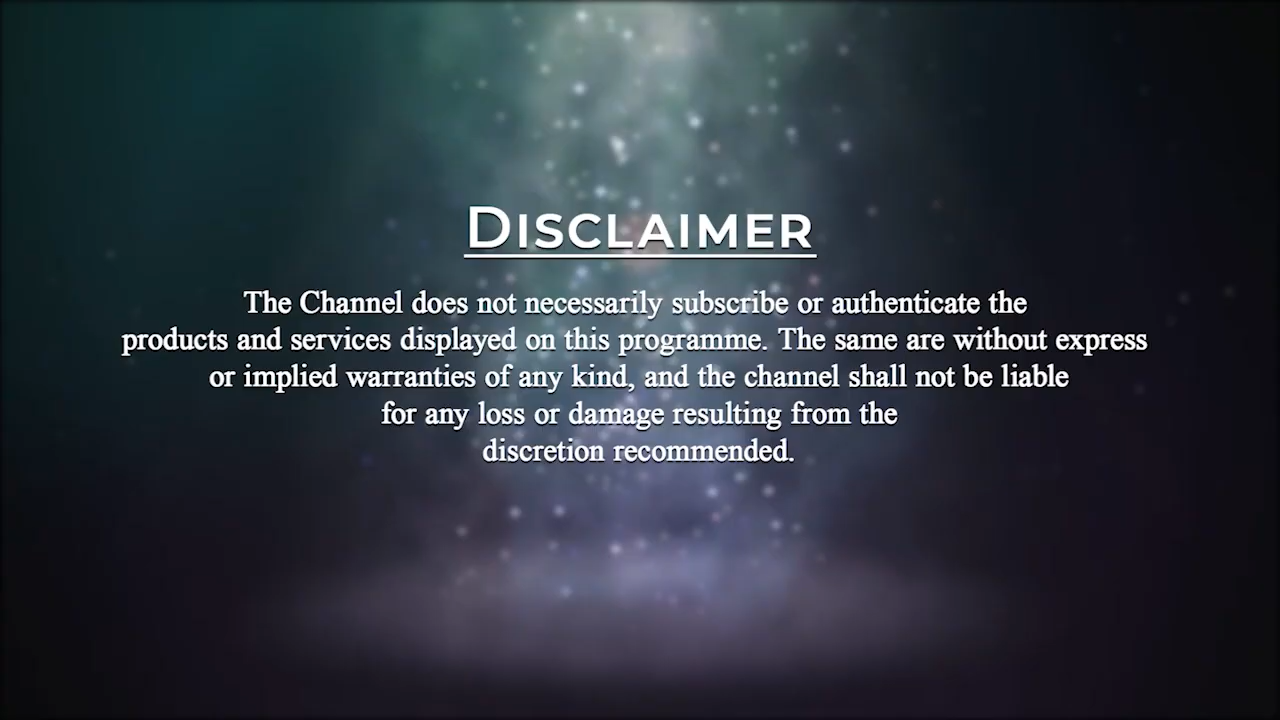 DISCLAIMER
The Channel does not necessarily subscribe or authenticate the
products and services displayed on this programme. The same are without express
or implied warranties of any kind, and the channel shall not be liable
for any loss or damage resulting from the
discretion recommended.